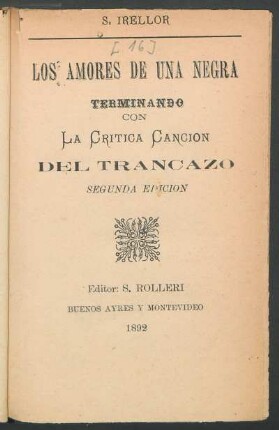 S. IRELLOR
[16]
LOS AMORES DE UNA NEGRA
TERMINANDO
CON
LA CRITICA CANCION
DEL TRANCAZO
SEGUNDA EDICION
Editor: S. ROLLERI
BUENOS AYRES Y MONTEVIDEO
1892